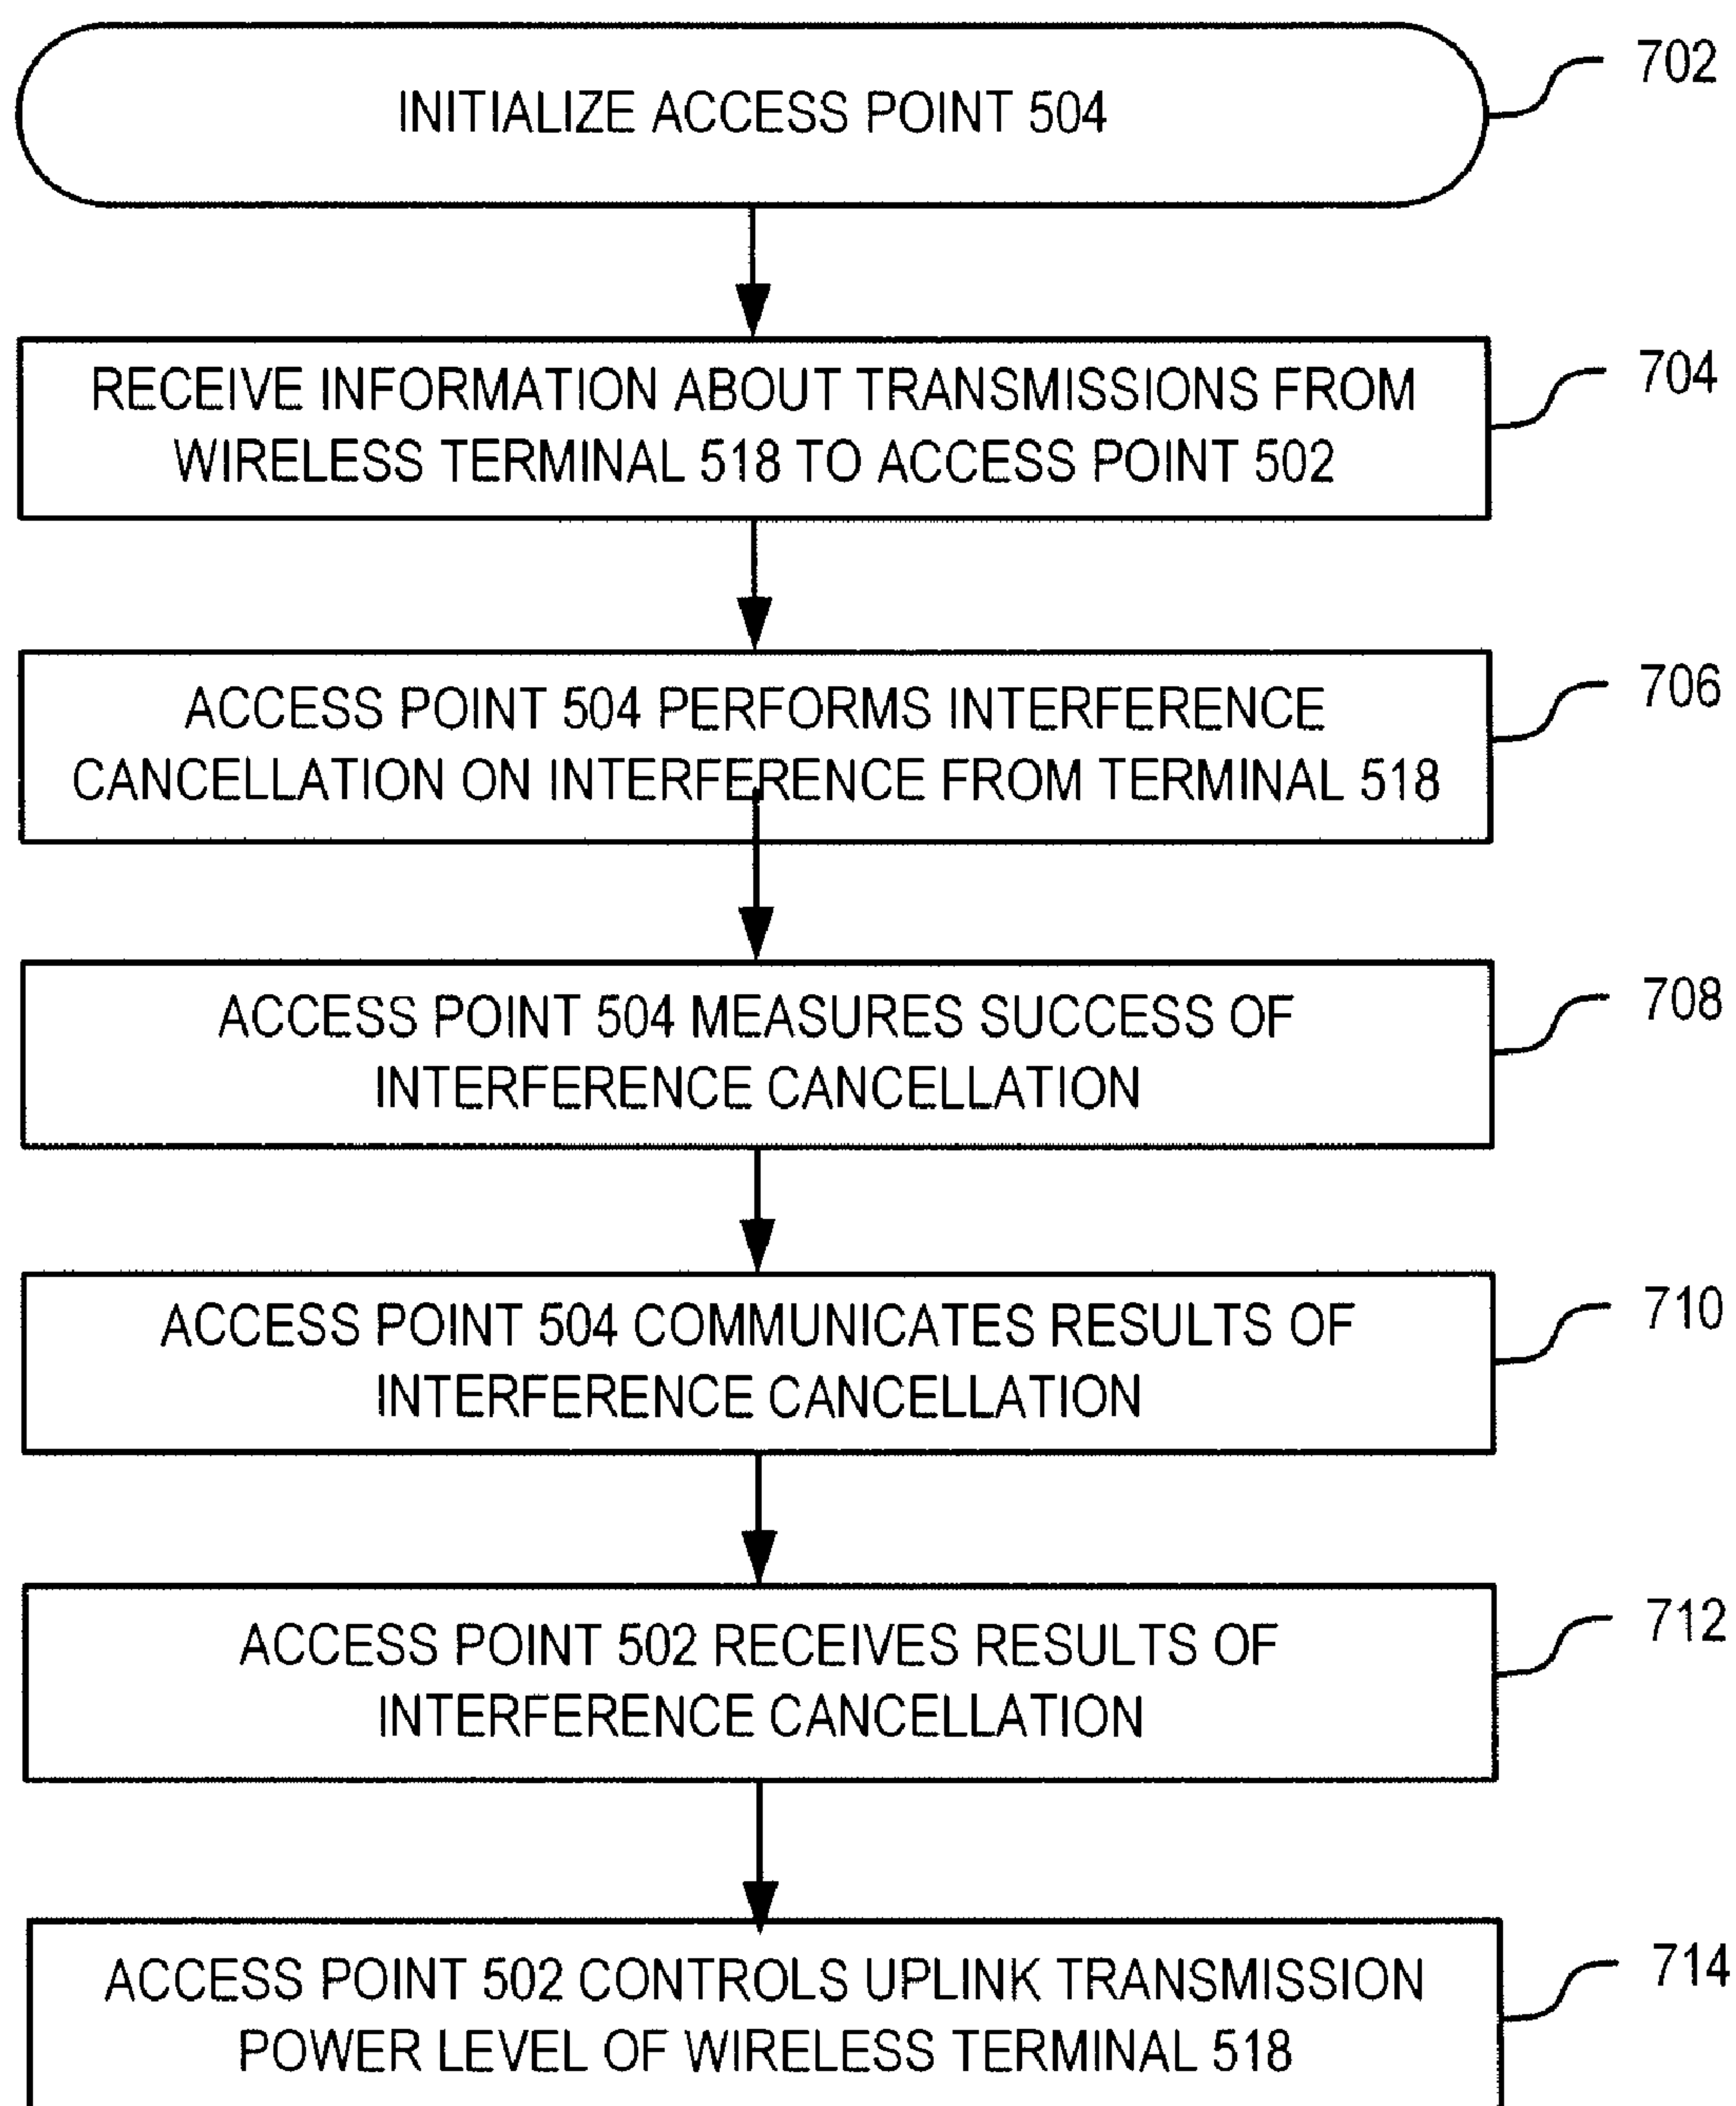 INITIALIZE ACCESS POINT 504
702
RECEIVE INFORMATION ABOUT TRANSMISSIONS FROM
WIRELESS TERMINAL 518 TO ACCESS POINT 502
704
ACCESS POINT 504 PERFORMS INTERFERENCE
CANCELLATION ON INTERFERENCE FROM TERMINAL 518
706
ACCESS POINT 504 MEASURES SUCCESS OF
INTERFERENCE CANCELLATION
708
ACCESS POINT 504 COMMUNICATES RESULTS OF
INTERFERENCE CANCELLATION
710
ACCESS POINT 502 RECEIVES RESULTS OF
INTERFERENCE CANCELLATION
712
ACCESS POINT 502 CONTROLS UPLINK TRANSMISSION
POWER LEVEL OF WIRELESS TERMINAL 518
714